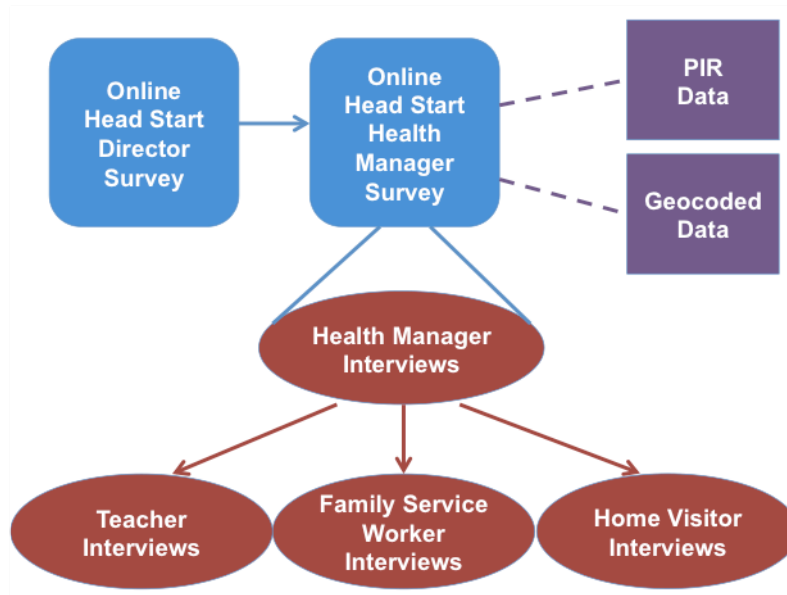 Online
Head Start
Director
Survey
Online
Head Start
Health
Manager
Survey
PIR
Data
Geocoded
Data
Health Manager
Interviews
Teacher
Interviews
Family Service
Worker
Interviews
Home Visitor
Interviews